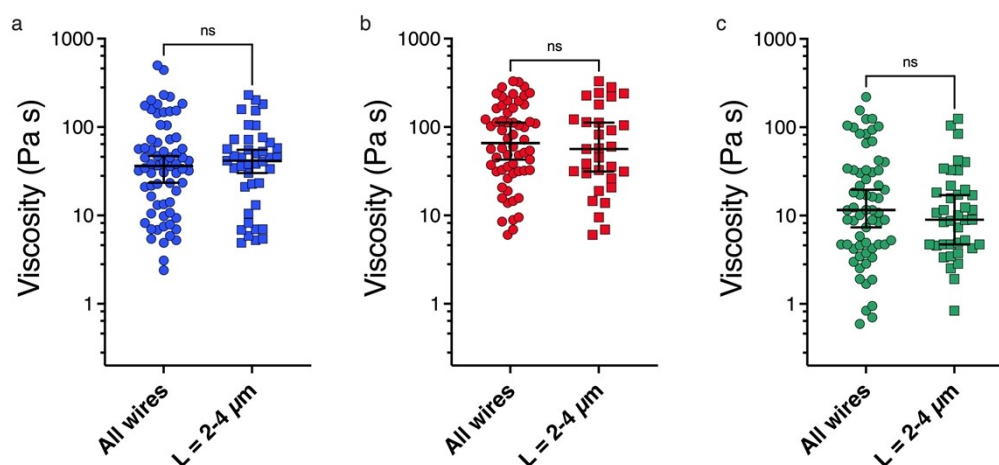 a
1000
100
10
1
Viscosity (Pa s)
ns
All wires
L = 2-4 µm
b
1000
100
10
1
Viscosity (Pa s)
ns
All wires
L = 2-4 µm
c
1000
100
10
1
Viscosity (Pa s)
ns
All wires
L = 2-4 µm